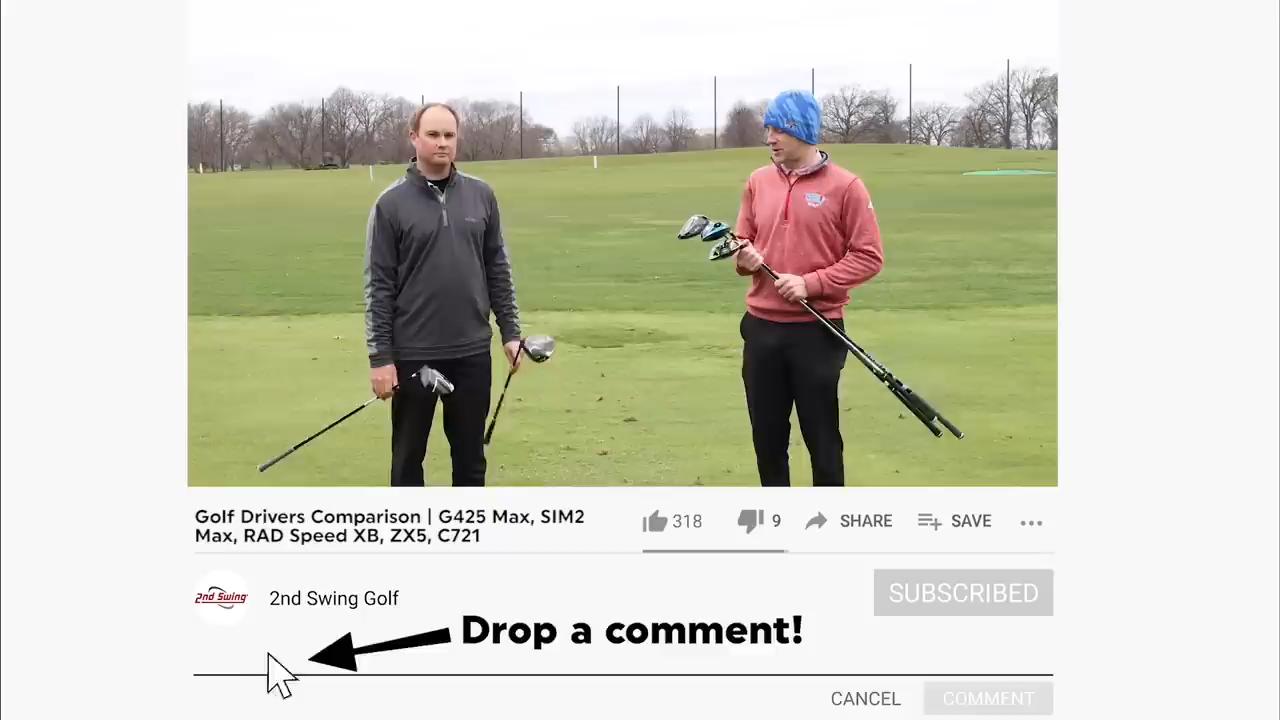 Golf Drivers Comparison | G425 Max, SIM2
Max, RAD Speed XB, ZX5, C721
318
9
SHARE
SAVE
2nd Swing
2nd Swing Golf
SUBSCRIBED
Drop a comment!
CANCEL
COMMENT